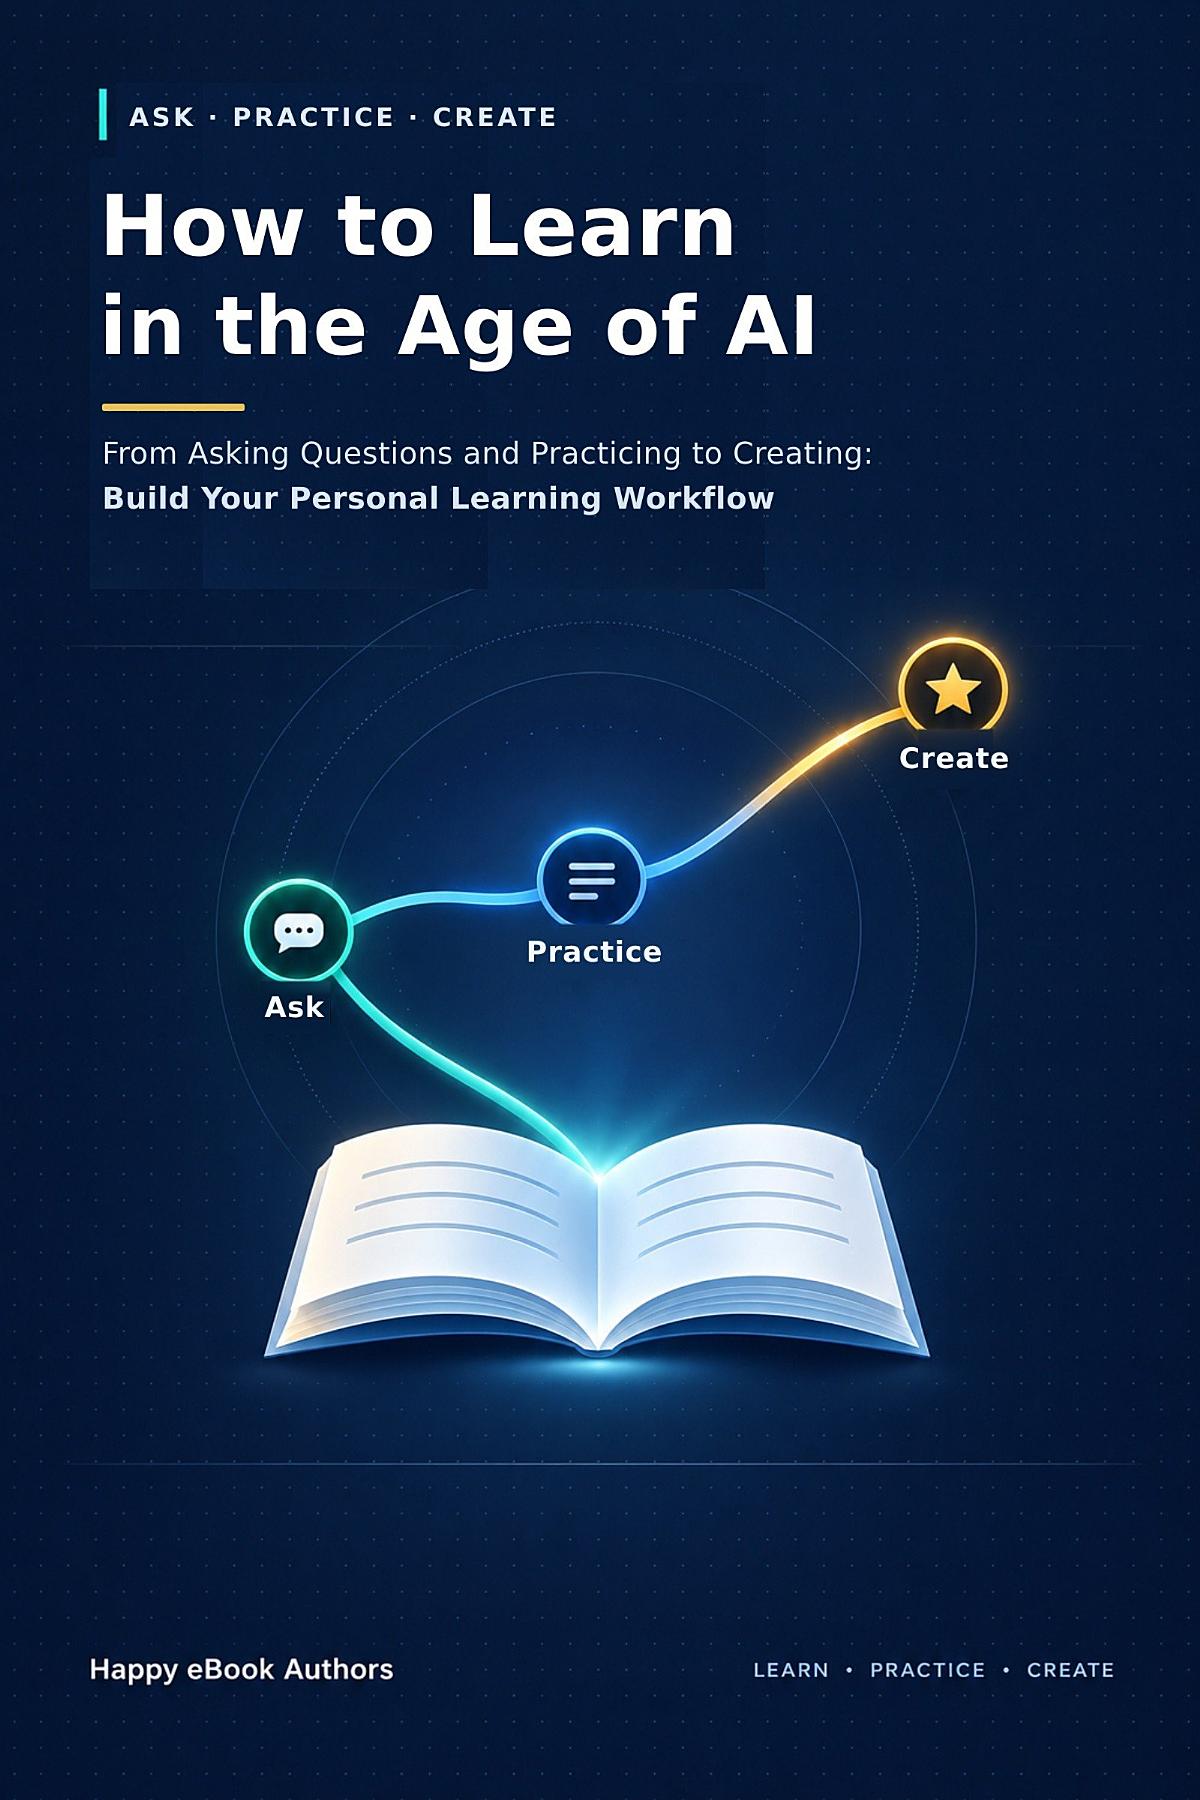 ASK · PRACTICE · CREATE
How to Learn
in the Age of AI
From Asking Questions and Practicing to Creating:
Build Your Personal Learning Workflow
Create
Practice
Ask
Happy eBook Authors
LEARN • PRACTICE • CREATE